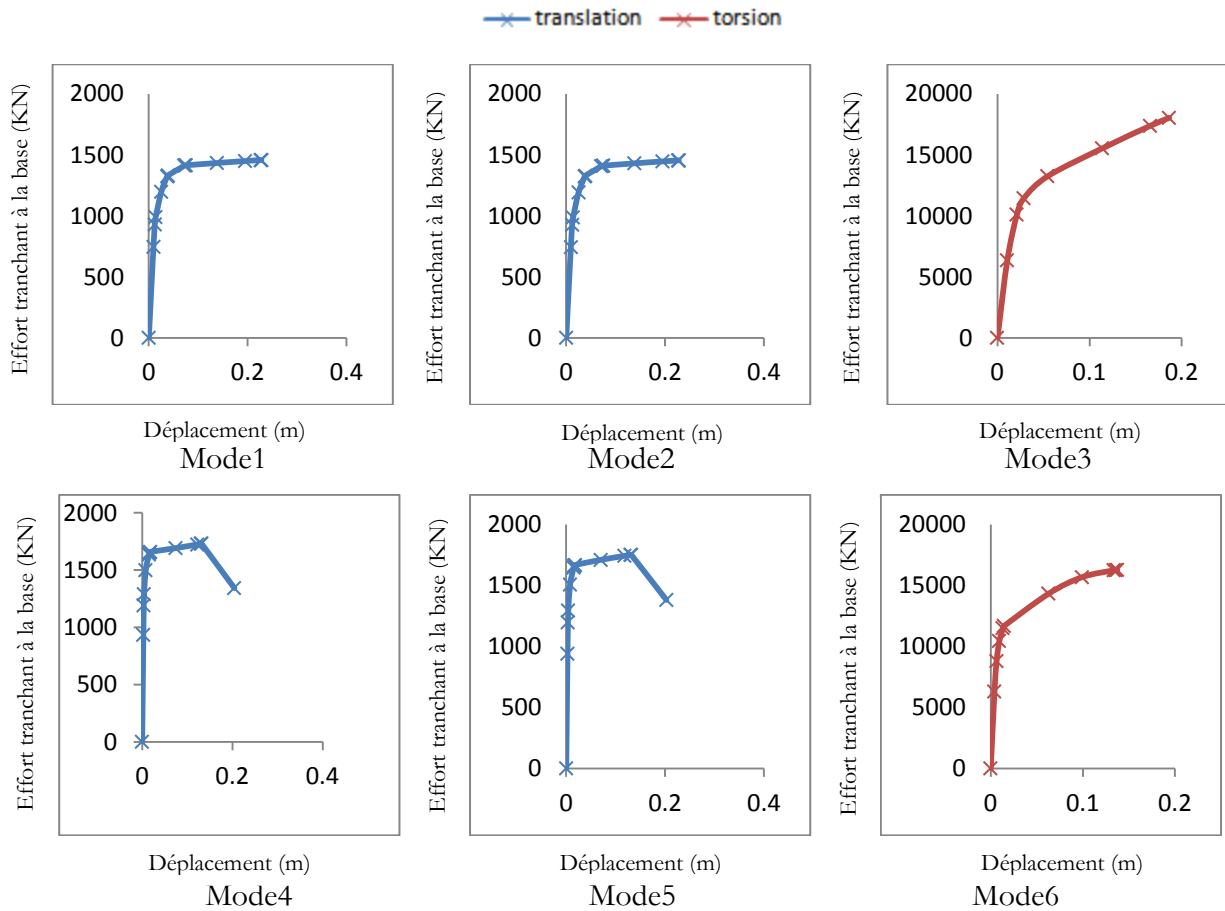 translation torsion
Effort tranchant à la base (KN)
2000
1500
1000
500
0
0 0.2 0.4
Déplacement (m)
Mode1
Effort tranchant à la base (KN)
2000
1500
1000
500
0
0 0.2 0.4
Déplacement (m)
Mode2
Effort tranchant à la base (KN)
20000
15000
10000
5000
0
0 0.1 0.2
Déplacement (m)
Mode3
Effort tranchant à la base (KN)
2000
1500
1000
500
0
0 0.2 0.4
Déplacement (m)
Mode4
Effort tranchant à la base (KN)
2000
1500
1000
500
0
0 0.2 0.4
Déplacement (m)
Mode5
Effort tranchant à la base (KN)
20000
15000
10000
5000
0
0 0.1 0.2
Déplacement (m)
Mode6